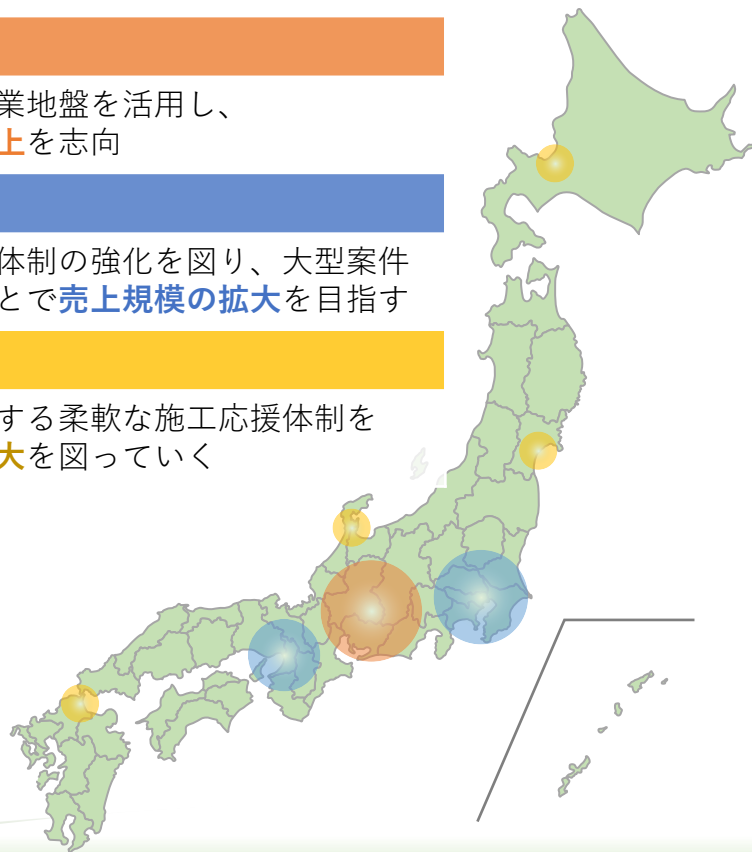 業地盤を活用し、
上を志向
体制の強化を図り、大型案件
とで売上規模の拡大を目指す
する柔軟な施工応援体制を
大を図っていく